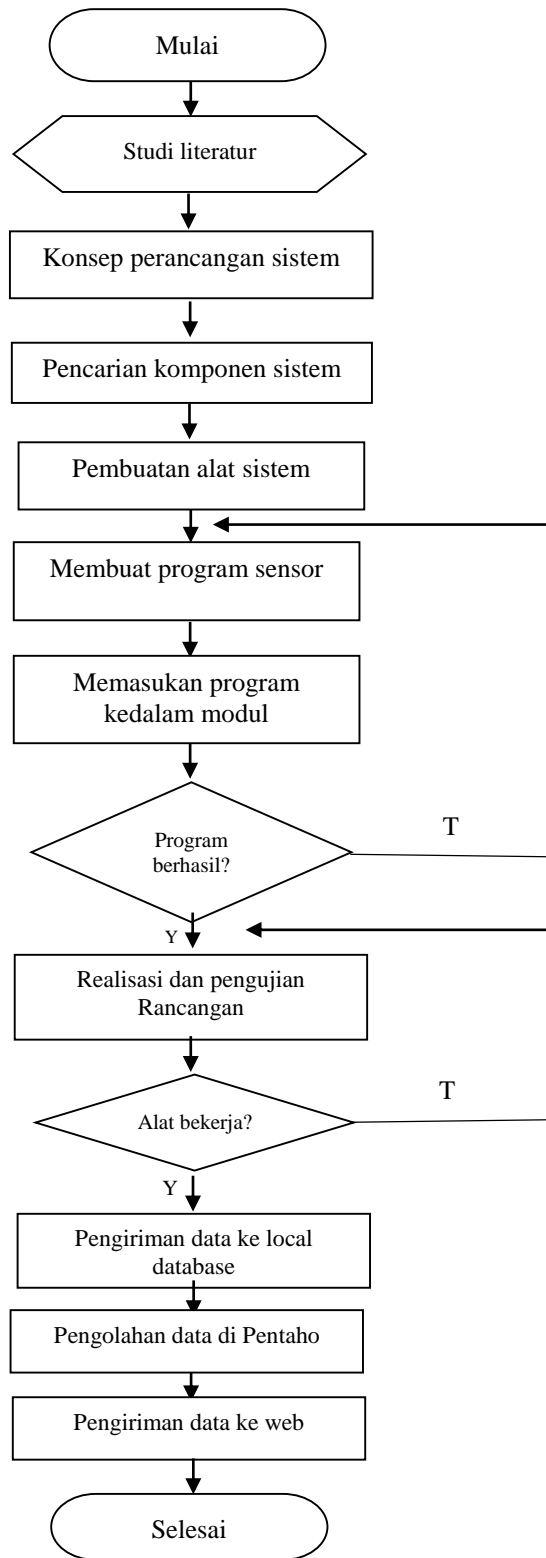 Mulai
Studi literatur
Konsep perancangan sistem
Pencarian komponen sistem
Pembuatan alat sistem
Membuat program sensor
Memasukan program
kedalam modul
Program
berhasil?
T
Y
Realisasi dan pengujian
Rancangan
Alat bekerja?
T
Y
Pengiriman data ke local
database
Pengolahan data di Pentaho
Pengiriman data ke web
Selesai